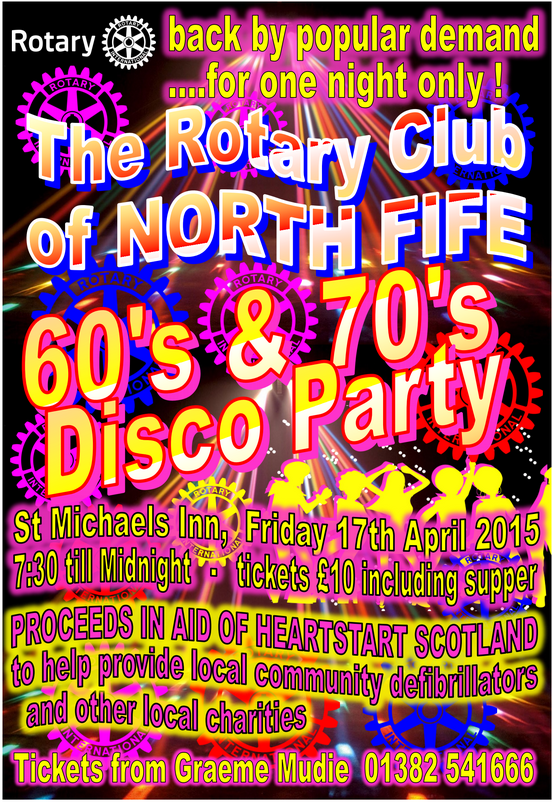 Rotary
back by popular demand
....for one night only !
The Rotary Club
of NORTH FIFE
60's & 70's
Disco Party
St Michaels Inn, Friday 17th April 2015
7:30 till Midnight - tickets £10 including supper
PROCEEDS IN AID OF HEARTSTART SCOTLAND
to help provide local community defibrillators
and other local charities
Tickets from Graeme Mudie 01382 541666